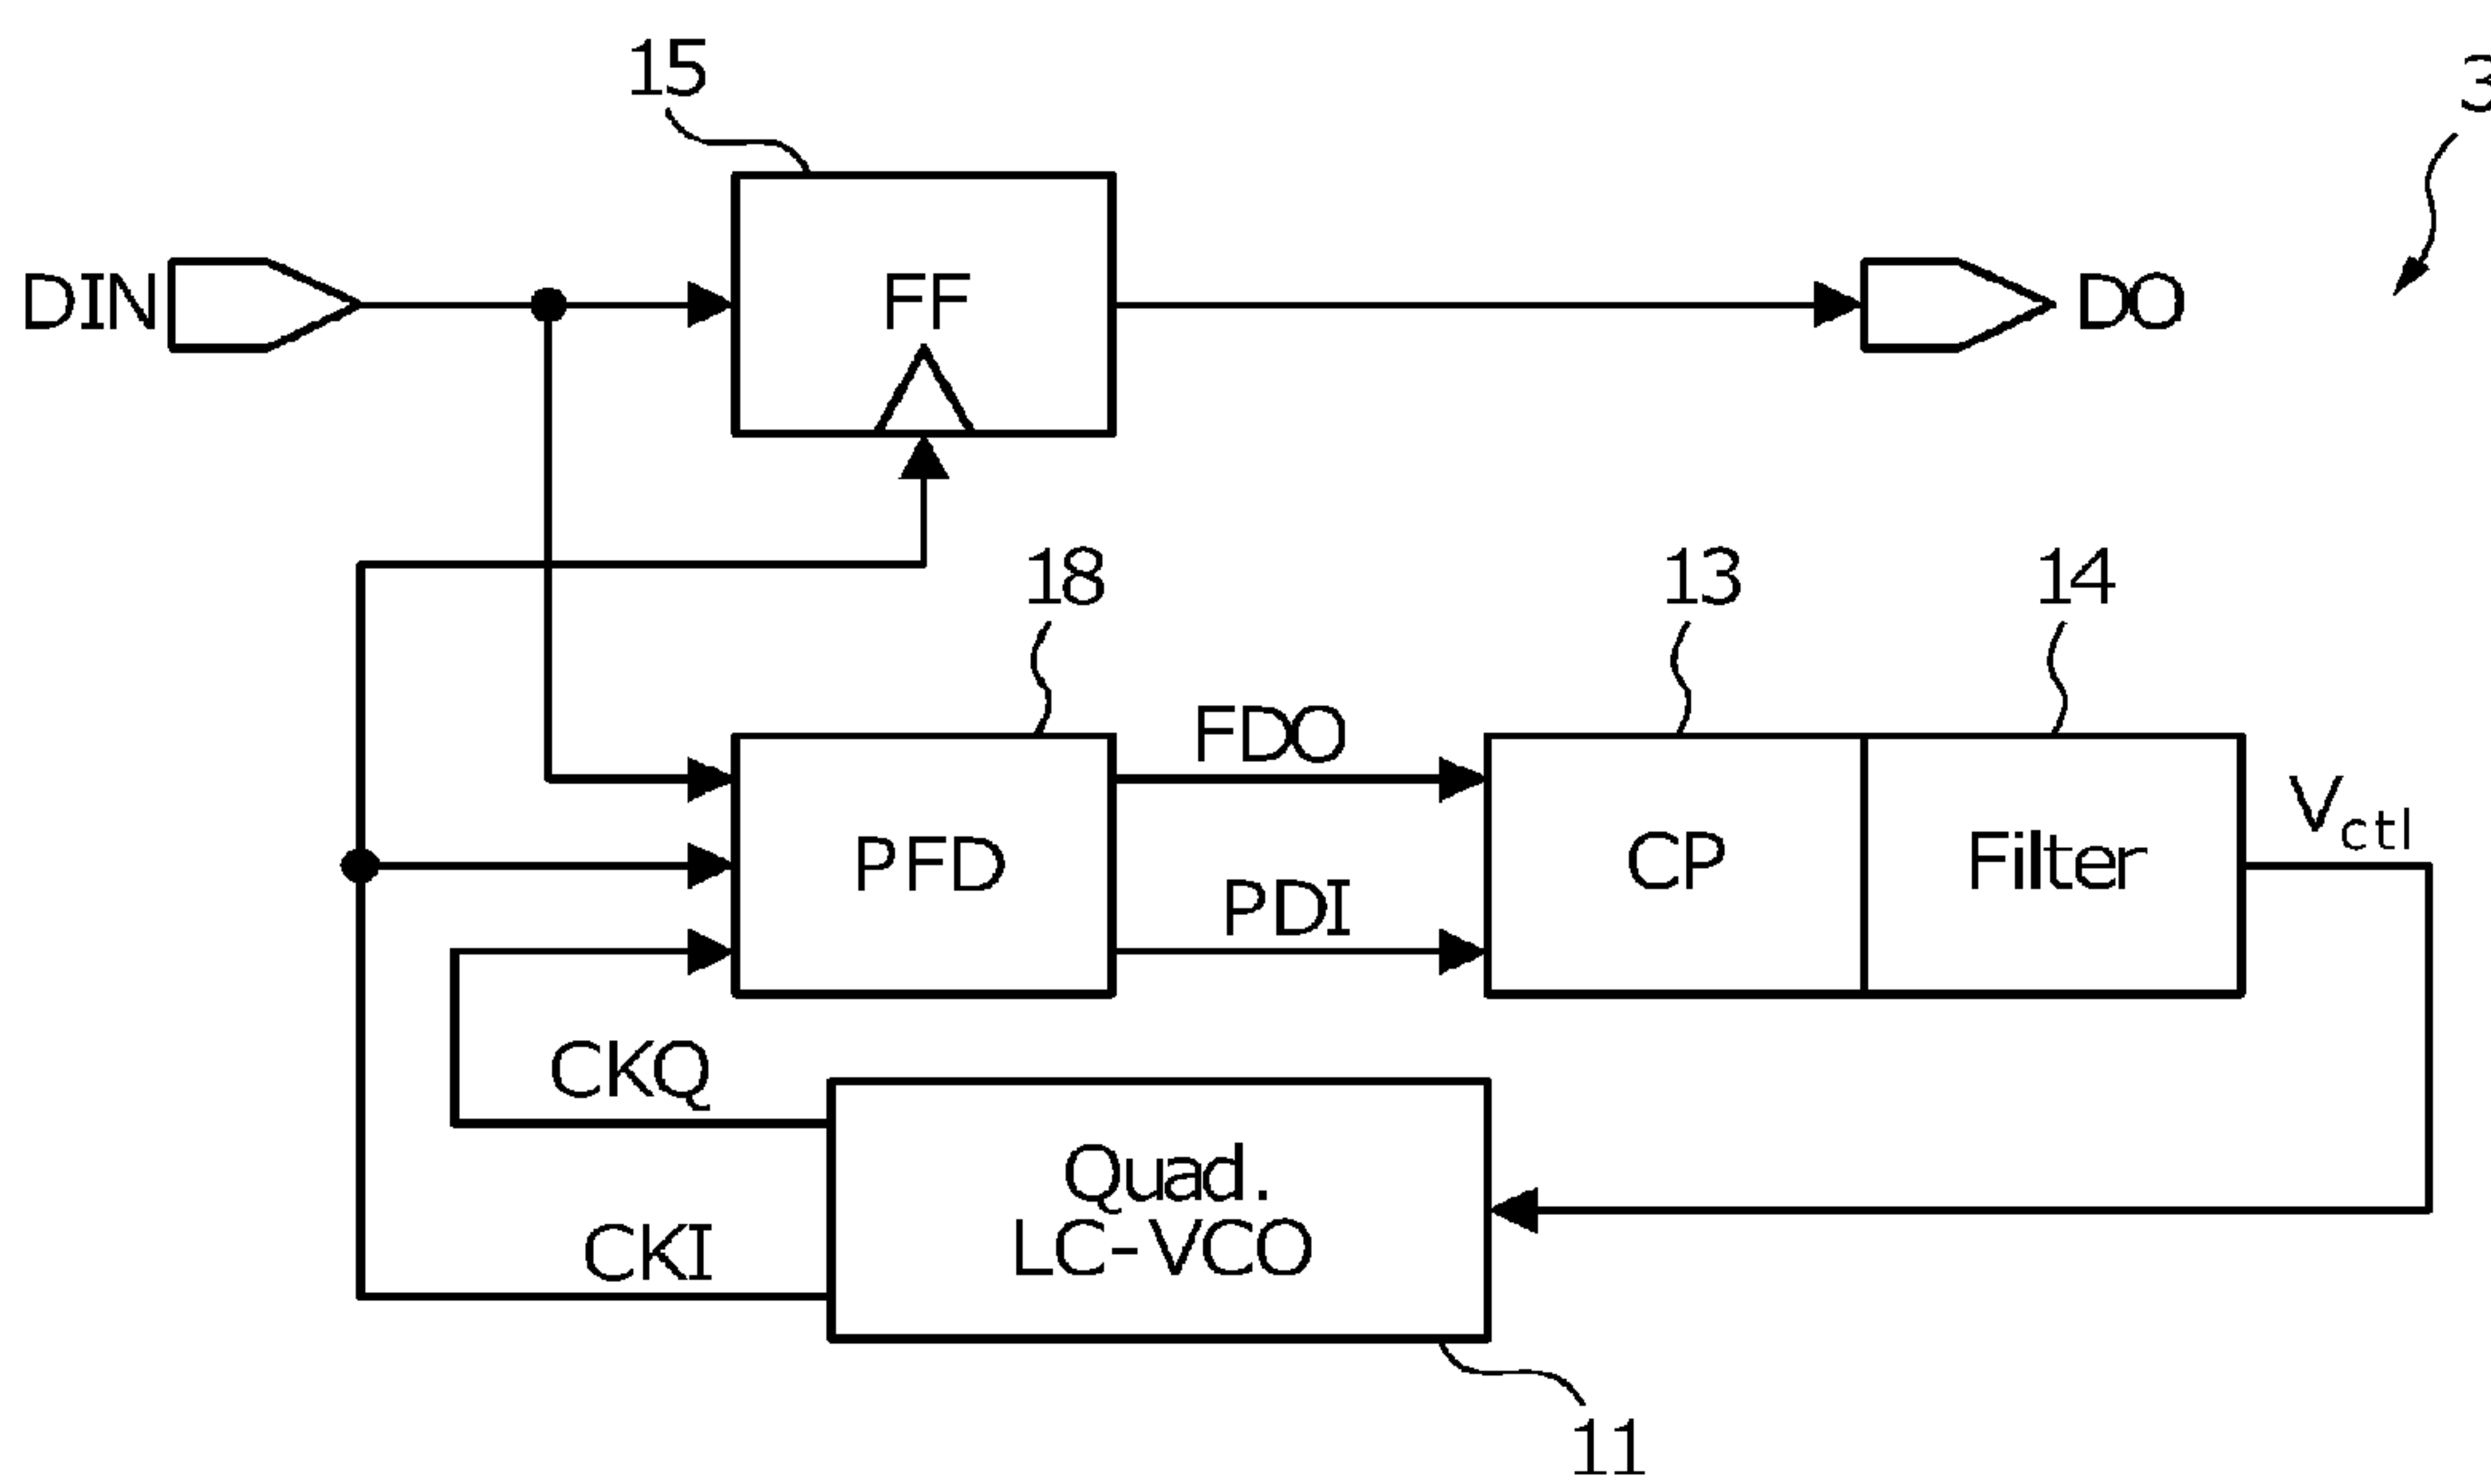 15
3
DIN
FF
DO
18
13
14
FDO
PFD
CP
Filter
Vctl
PDI
CKQ
Quad.
LC-VCO
CKI
11